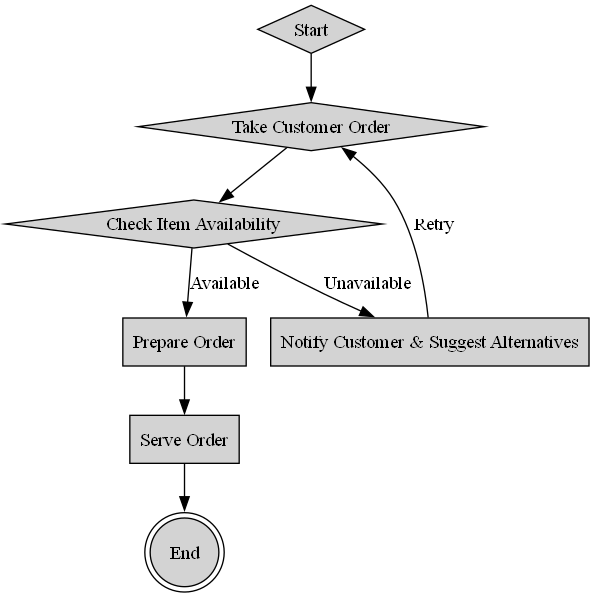 Start
Take Customer Order
Check Item Availability
Available
Unavailable
Retry
Prepare Order
Notify Customer & Suggest Alternatives
Serve Order
End